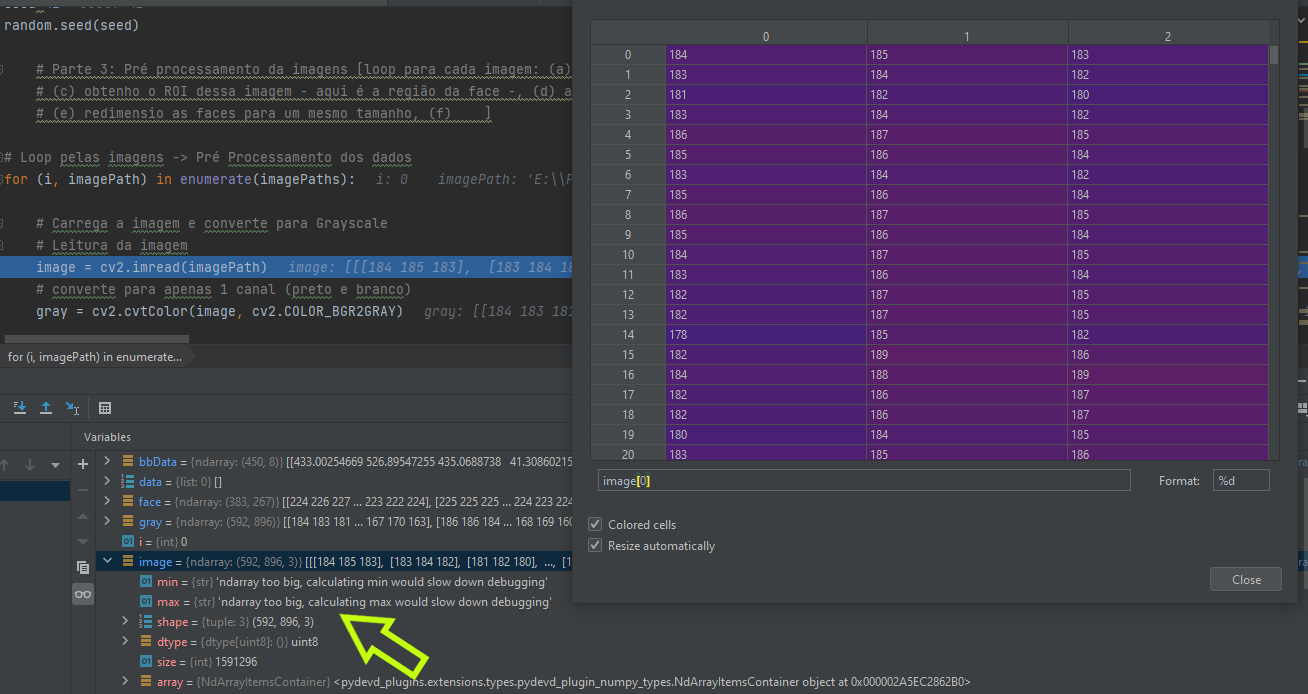 random.seed(seed)
# Parte 3: Pré processamento da imagens [loop para cada imagem: (a)
# (c) obtenho o ROI dessa imagem - aqui é a região da face -, (d) a
# (e) redimensio as faces para um mesmo tamanho, (f)    ]
# Loop pelas imagens -> Pré Processamento dos dados
for (i, imagePath) in enumerate(imagePaths):   i: 0   imagePath: 'E:\\F
# Carrega a imagem e converte para Grayscale
# Leitura da imagem
image = cv2.imread(imagePath)   image: [[[184 185 183],  [183 184 18
# converte para apenas 1 canal (preto e branco)
gray = cv2.cvtColor(image, cv2.COLOR_BGR2GRAY)   gray: [[184 183 181
for (i, imagePath) in enumerate...
Variables
bbData = {ndarray: (450, 8)} [[433.00254669 526.89547255 435.0688738   41.30860215
data = {list: 0} []
face = {ndarray: (383, 267)} [[224 226 227 ... 223 222 224], [225 225 225 ... 224 223 224
gray = {ndarray: (592, 896)} [[184 183 181 ... 167 170 163], [186 186 184 ... 168 169 160
i = {int} 0
image = {ndarray: (592, 896, 3)} [[[184 185 183],  [183 184 182],  [181 182 180],  ...,  [1
min = {str} 'ndarray too big, calculating min would slow down debugging'
max = {str} 'ndarray too big, calculating max would slow down debugging'
shape = {tuple: 3} (592, 896, 3)
dtype = {dtype[uint8]: ()} uint8
size = {int} 1591296
array = {NdArrayItemsContainer} <pydevd_plugins.extensions.types.pydevd_plugin_numpy_types.NdArrayItemsContainer object at 0x000002A5EC2862B0>
0 1 2
0 184 185 183
1 183 184 182
2 181 182 180
3 183 184 182
4 186 187 185
5 185 186 184
6 183 184 182
7 185 186 184
8 186 187 185
9 185 186 184
10 184 187 185
11 183 186 184
12 182 187 185
13 182 187 185
14 178 185 182
15 182 189 186
16 184 188 189
17 182 186 187
18 182 186 187
19 180 184 185
20 183 185 186
image[0]
Format: %d
Colored cells
Resize automatically
Close